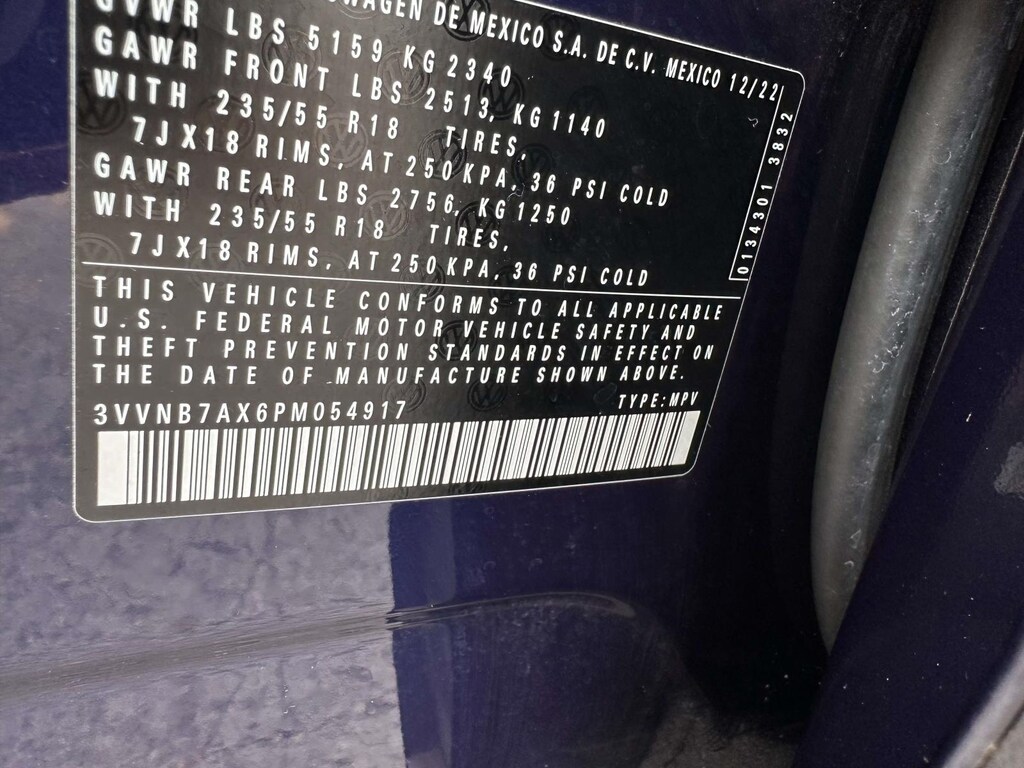 DE MEXICO S.A. DE C.V. MEXICO 12/22
GVWR LBS 5159 KG 2340
GAWR FRONT LBS 2513, KG 1140
WITH 235/55 R18 TIRES,
7JX18 RIMS, AT 250 KPA, 36 PSI COLD
GAWR REAR LBS 2756, KG 1250
WITH 235/55 R18 TIRES,
7JX18 RIMS, AT 250 KPA, 36 PSI COLD
0134301 3832
THIS VEHICLE CONFORMS TO ALL APPLICABLE
U.S. FEDERAL MOTOR VEHICLE SAFETY AND
THEFT PREVENTION STANDARDS IN EFFECT ON
THE DATE OF MANUFACTURE SHOWN ABOVE.
3VVNB7AX6PM054917 TYPE: MPV